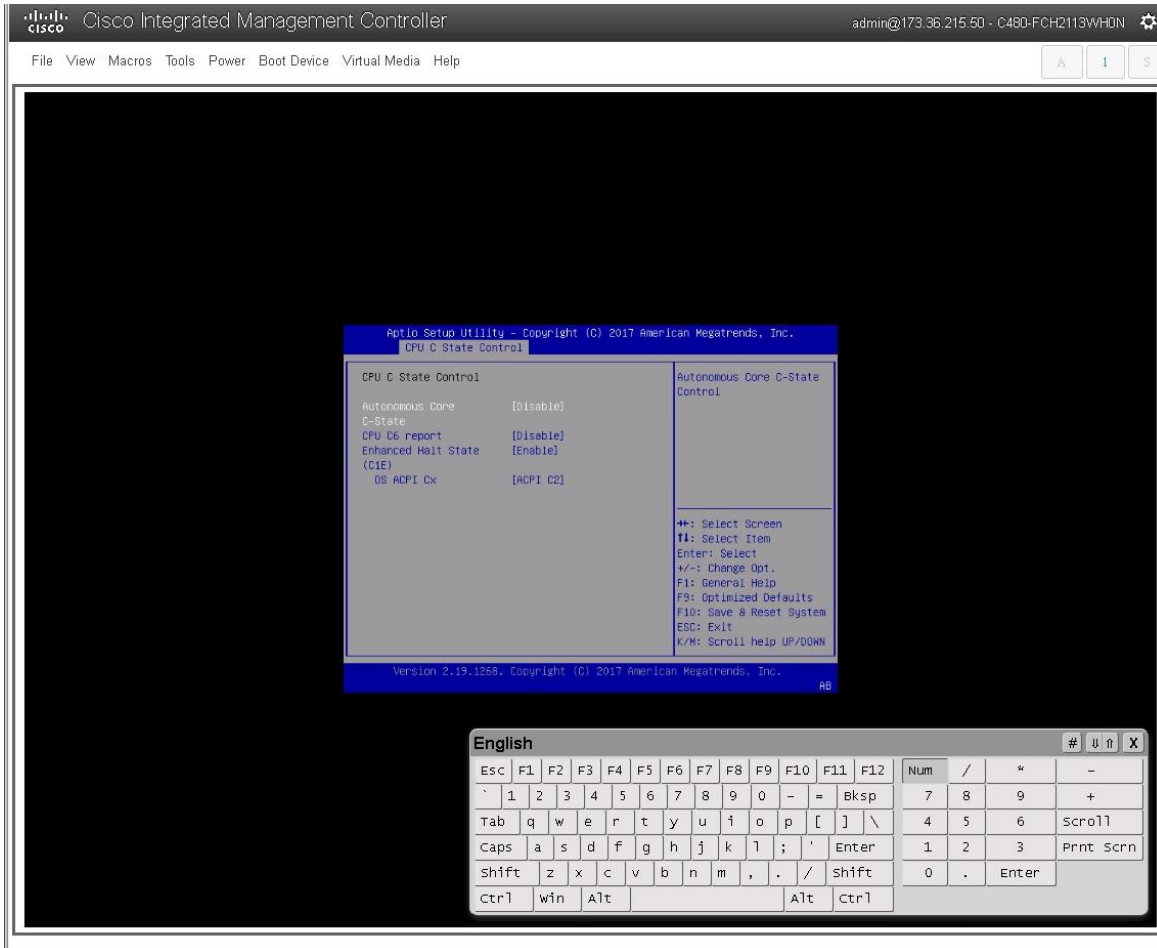 cisco Cisco Integrated Management Controller
admin@173.36.215.50 - C480-FCH2113WH0N
File View Macros Tools Power Boot Device Virtual Media Help
A 1 S
Aptio Setup Utility - Copyright (C) 2017 American Megatrends, Inc.
CPU C State Control
CPU C State Control
Autonomous Core [Disable]
C-State
CPU C6 report [Disable]
Enhanced Halt State [Enable]
(C1E)
OS ACPI Cx [ACPI C2]
Autonomous Core C-State
Control
→←: Select Screen
↑↓: Select Item
Enter: Select
+/-: Change Opt.
F1: General Help
F9: Optimized Defaults
F10: Save & Reset System
ESC: Exit
K/M: Scroll help UP/DOWN
Version 2.19.1268. Copyright (C) 2017 American Megatrends, Inc.
AB
English # ⇓⇑ X
Esc F1 F2 F3 F4 F5 F6 F7 F8 F9 F10 F11 F12 Num / * -
` 1 2 3 4 5 6 7 8 9 0 - = Bksp 7 8 9 +
Tab q w e r t y u i o p [ ] \ 4 5 6 Scroll
Caps a s d f g h j k l ; ' Enter 1 2 3 Prnt Scrn
Shift z x c v b n m , . / Shift 0 . Enter
Ctrl Win Alt Alt Ctrl